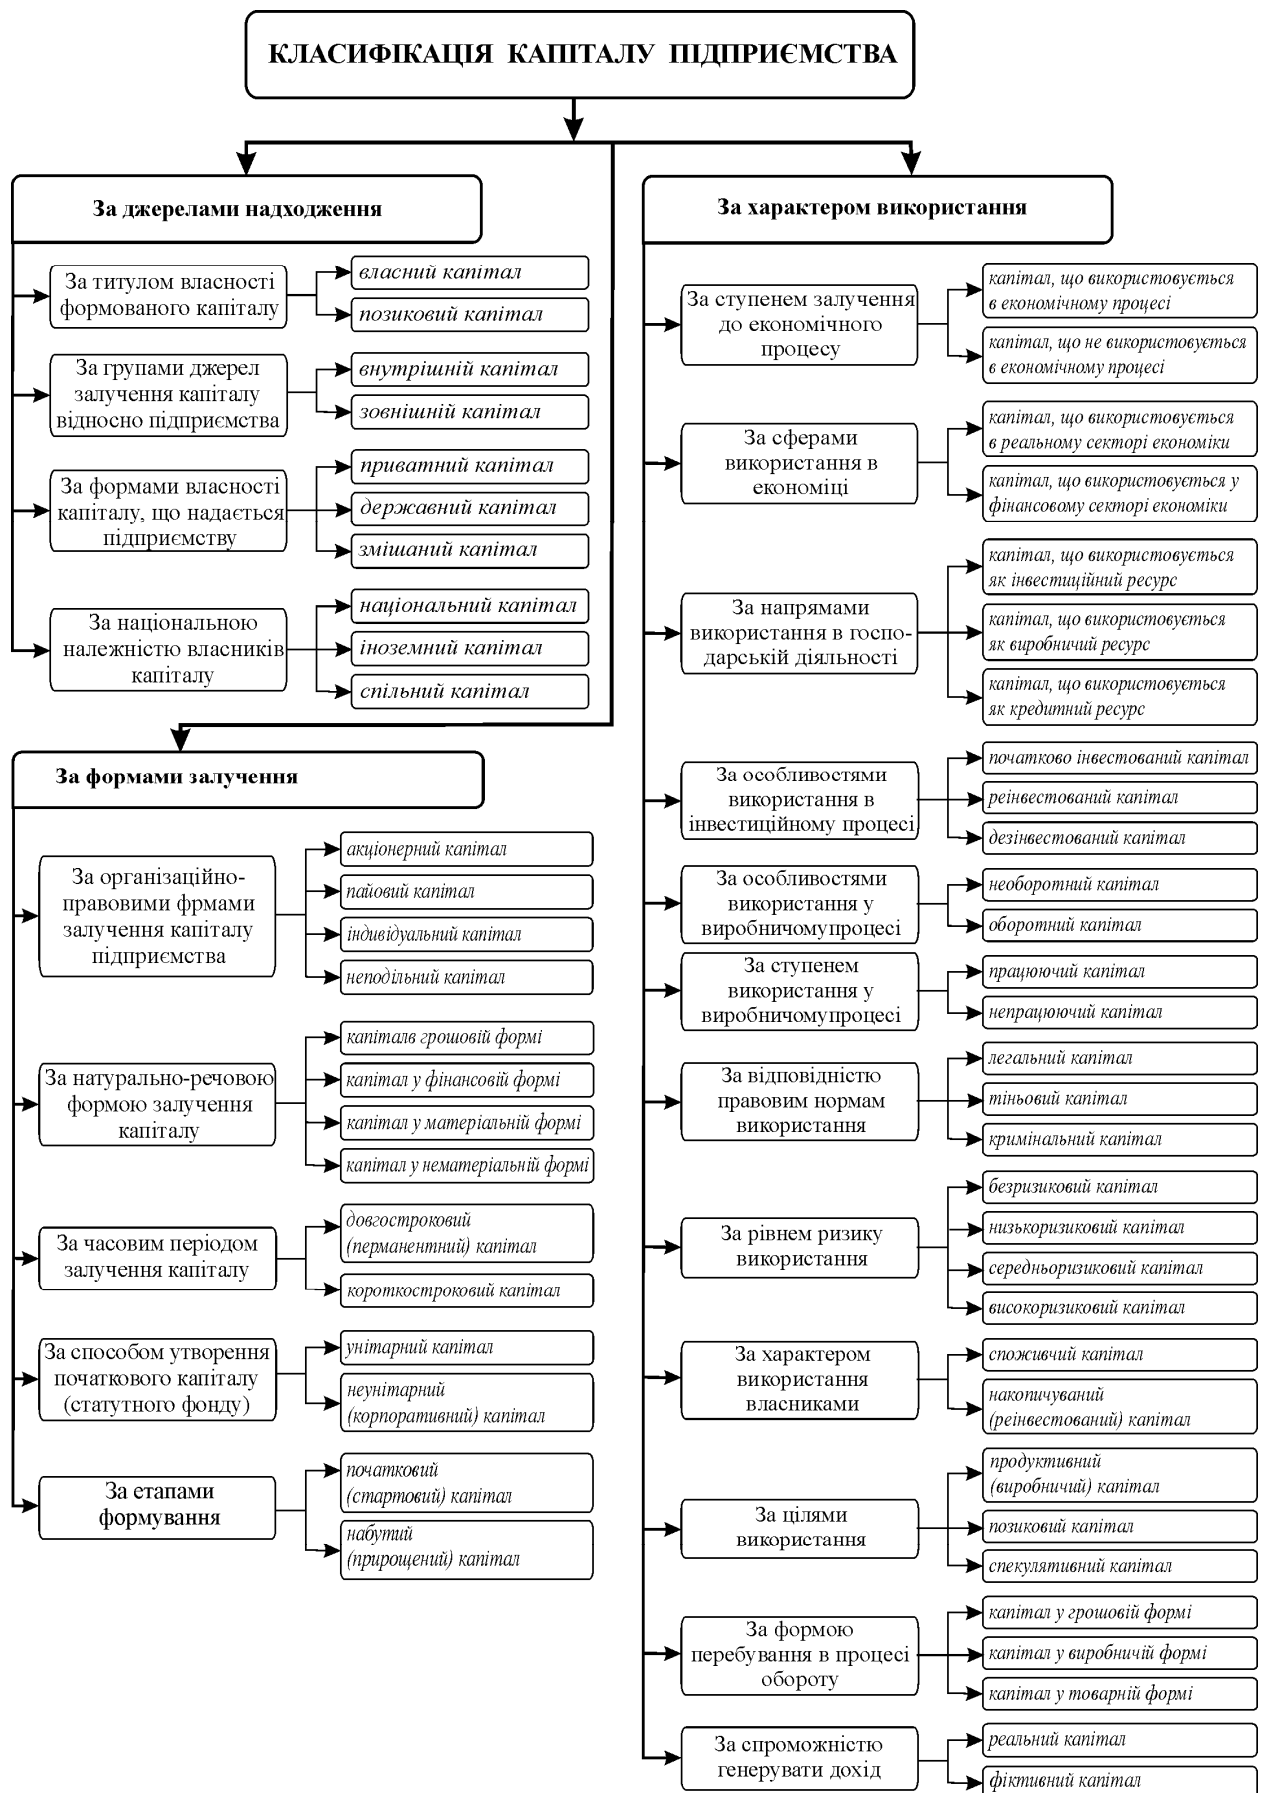 КЛАСИФІКАЦІЯ КАПІТАЛУ ПІДПРИЄМСТВА
За джерелами надходження
За титулом власності
формованого капіталу
власний капітал
позиковий капітал
За групами джерел
залучення капіталу
відносно підприємства
внутрішній капітал
зовнішній капітал
За формами власності
капіталу, що надається
підприємству
приватний капітал
державний капітал
змішаний капітал
За національною
належністю власників
капіталу
національний капітал
іноземний капітал
спільний капітал
За формами залучення
За організаційно-
правовими фрмами
залучення капіталу
підприємства
акціонерний капітал
пайовий капітал
індивідуальний капітал
неподільний капітал
За натурально-речовою
формою залучення
капіталу
капіталв грошовій формі
капітал у фінансовій формі
капітал у матеріальній формі
капітал у нематеріальній формі
За часовим періодом
залучення капіталу
довгостроковий
(перманентний) капітал
короткостроковий капітал
За способом утворення
початкового капіталу
(статутного фонду)
унітарний капітал
неунітарний
(корпоративний) капітал
За етапами
формування
початковий
(стартовий) капітал
набутий
(прирощений) капітал
За характером використання
За ступенем залучення
до економічного
процесу
капітал, що використовується
в економічному процесі
капітал, що не використовується
в економічному процесі
За сферами
використання в
економіці
капітал, що використовується
в реальному секторі економіки
капітал, що використовується у
фінансовому секторі економіки
За напрямами
використання в госпо-
дарській діяльності
капітал, що використовується
як інвестиційний ресурс
капітал, що використовується
як виробничий ресурс
капітал, що використовується
як кредитний ресурс
За особливостями
використання в
інвестиційному процесі
початково інвестований капітал
реінвестований капітал
дезінвестований капітал
За особливостями
використання у
виробничомупроцесі
необоротний капітал
оборотний капітал
За ступенем
використання у
виробничомупроцесі
працюючий капітал
непрацюючий капітал
За відповідністю
правовим нормам
використання
легальний капітал
тіньовий капітал
кримінальний капітал
За рівнем ризику
використання
безризиковий капітал
низькоризиковий капітал
середньоризиковий капітал
високоризиковий капітал
За характером
використання
власниками
споживчий капітал
накопичуваний
(реінвестований) капітал
За цілями
використання
продуктивний
(виробничий) капітал
позиковий капітал
спекулятивний капітал
За формою
перебування в процесі
обороту
капітал у грошовій формі
капітал у виробничій формі
капітал у товарній формі
За спроможністю
генерувати дохід
реальний капітал
фіктивний капітал